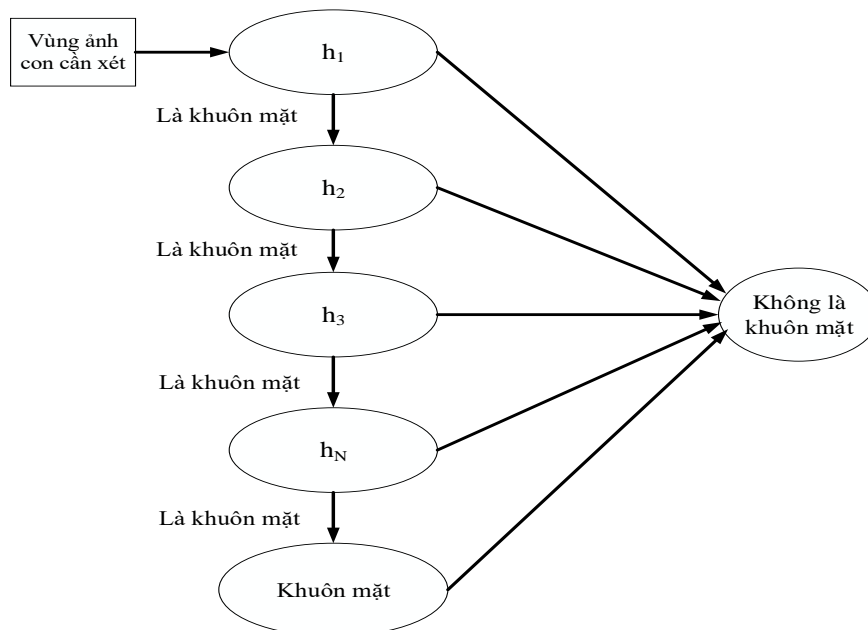 Vùng ảnh
con cần xét
h₁
Là khuôn mặt
h₂
Là khuôn mặt
h₃
Không là
khuôn mặt
Là khuôn mặt
h_N
Là khuôn mặt
Khuôn mặt